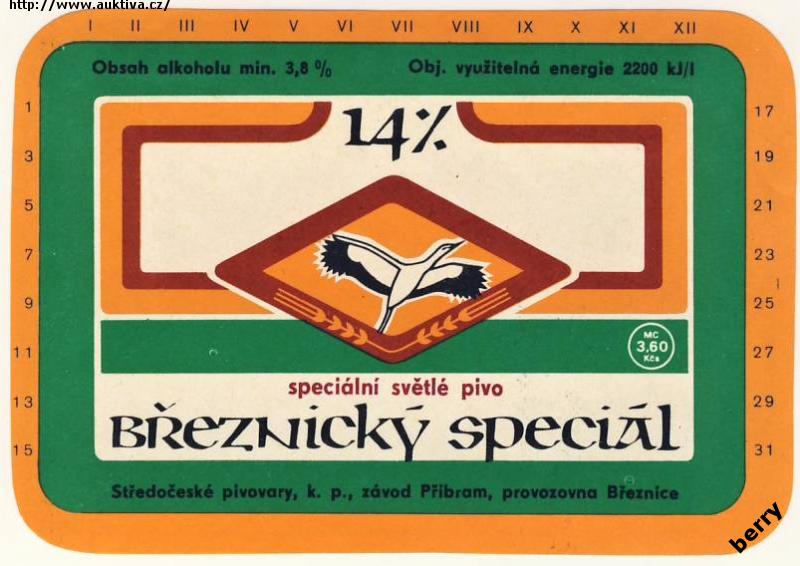 http://www.auktiva.cz/
I II III IV V VI VII VIII IX X XI XII
Obsah alkoholu min. 3,8 % Obj. využitelná energie 2200 kJ/l
14%
1
3
5
7
9
11
13
15
17
19
21
23
25
27
29
31
MC
3,60
Kčs
speciální světlé pivo
Březnický speciál
Středočeské pivovary, k. p., závod Příbram, provozovna Březnice
berry